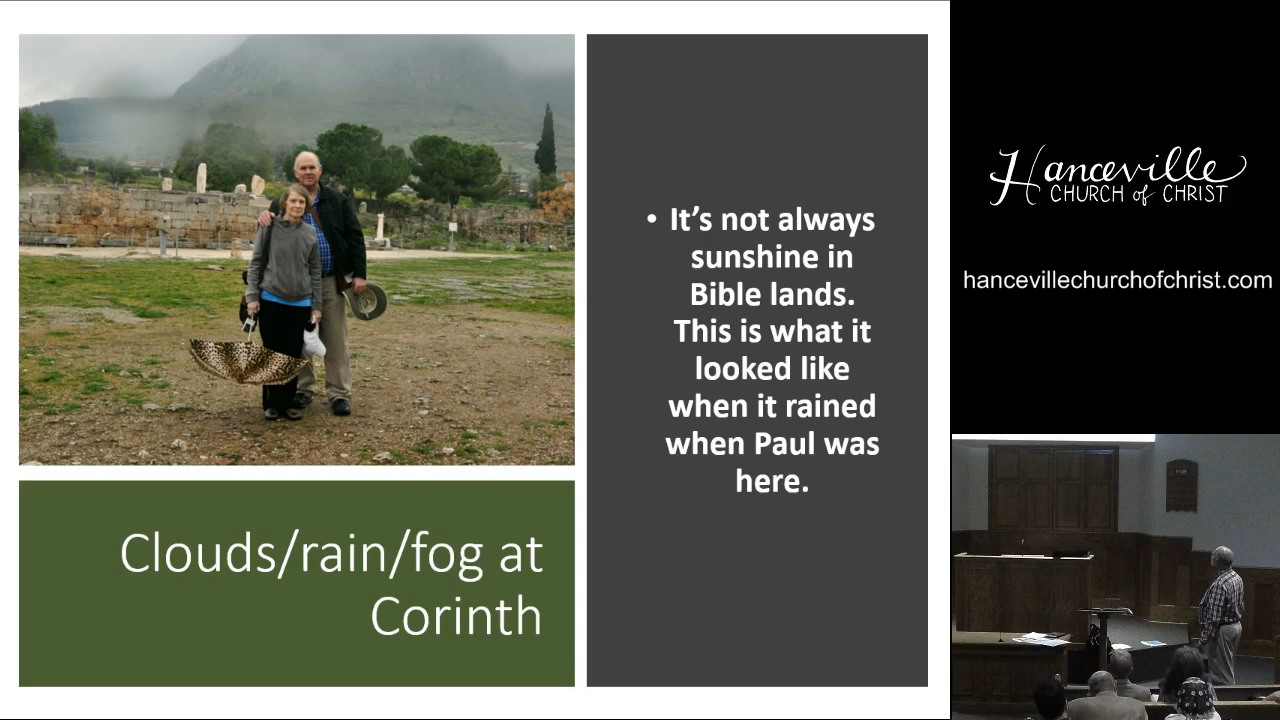 • It’s not always
sunshine in
Bible lands.
This is what it
looked like
when it rained
when Paul was
here.
Clouds/rain/fog at
Corinth
Hanceville
CHURCH of CHRIST
hancevillechurchofchrist.com